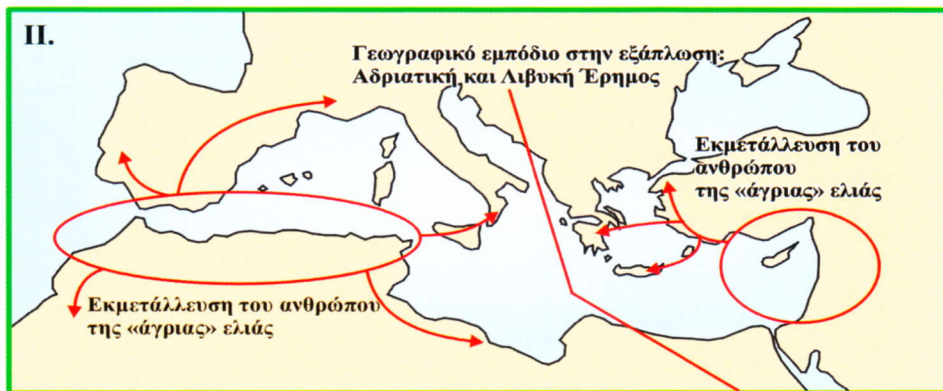 II.
Γεωγραφικό εμπόδιο στην εξάπλωση:
Αδριατική και Λιβυκή Έρημος
Εκμετάλλευση του
ανθρώπου
της «άγριας» ελιάς
Εκμετάλλευση του ανθρώπου
της «άγριας» ελιάς